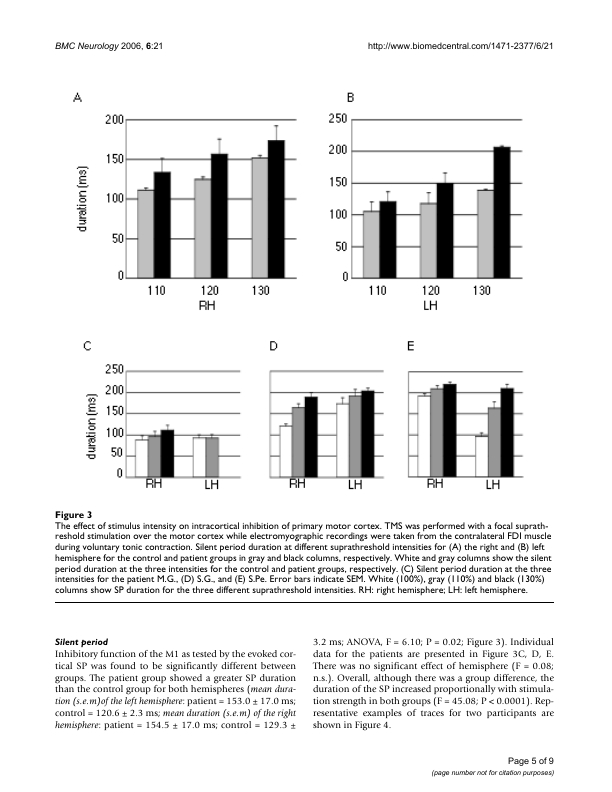 BMC Neurology 2006, 6:21
http://www.biomedcentral.com/1471-2377/6/21
A
200
150
100
50
0
duration (ms)
110
120
130
RH
B
250
200
150
100
50
0
110
120
130
LH
C
250
200
150
100
50
0
duration (ms)
RH
LH
D
RH
LH
E
RH
LH
Figure 3
The effect of stimulus intensity on intracortical inhibition of primary motor cortex. TMS was performed with a focal suprath-
reshold stimulation over the motor cortex while electromyographic recordings were taken from the contralateral FDI muscle
during voluntary tonic contraction. Silent period duration at different suprathreshold intensities for (A) the right and (B) left
hemisphere for the control and patient groups in gray and black columns, respectively. White and gray columns show the silent
period duration at the three intensities for the control and patient groups, respectively. (C) Silent period duration at the three
intensities for the patient M.G., (D) S.G., and (E) S.Pe. Error bars indicate SEM. White (100%), gray (110%) and black (130%)
columns show SP duration for the three different suprathreshold intensities. RH: right hemisphere; LH: left hemisphere.
Silent period
Inhibitory function of the M1 as tested by the evoked cor-
tical SP was found to be significantly different between
groups. The patient group showed a greater SP duration
than the control group for both hemispheres (mean dura-
tion (s.e.m)of the left hemisphere: patient = 153.0 ± 17.0 ms;
control = 120.6 ± 2.3 ms; mean duration (s.e.m) of the right
hemisphere: patient = 154.5 ± 17.0 ms; control = 129.3 ±
3.2 ms; ANOVA, F = 6.10; P = 0.02; Figure 3). Individual
data for the patients are presented in Figure 3C, D, E.
There was no significant effect of hemisphere (F = 0.08;
n.s.). Overall, although there was a group difference, the
duration of the SP increased proportionally with stimula-
tion strength in both groups (F = 45.08; P < 0.0001). Rep-
resentative examples of traces for two participants are
shown in Figure 4.
Page 5 of 9
(page number not for citation purposes)